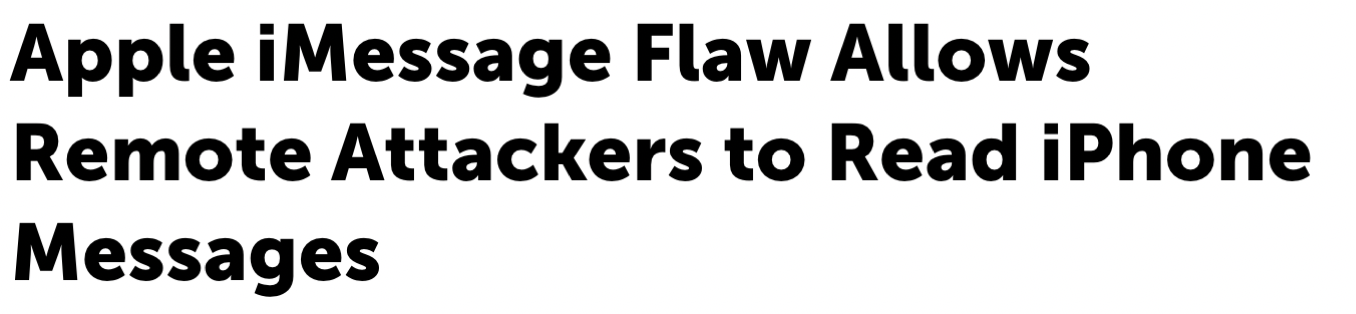 Apple iMessage Flaw Allows
Remote Attackers to Read iPhone
Messages